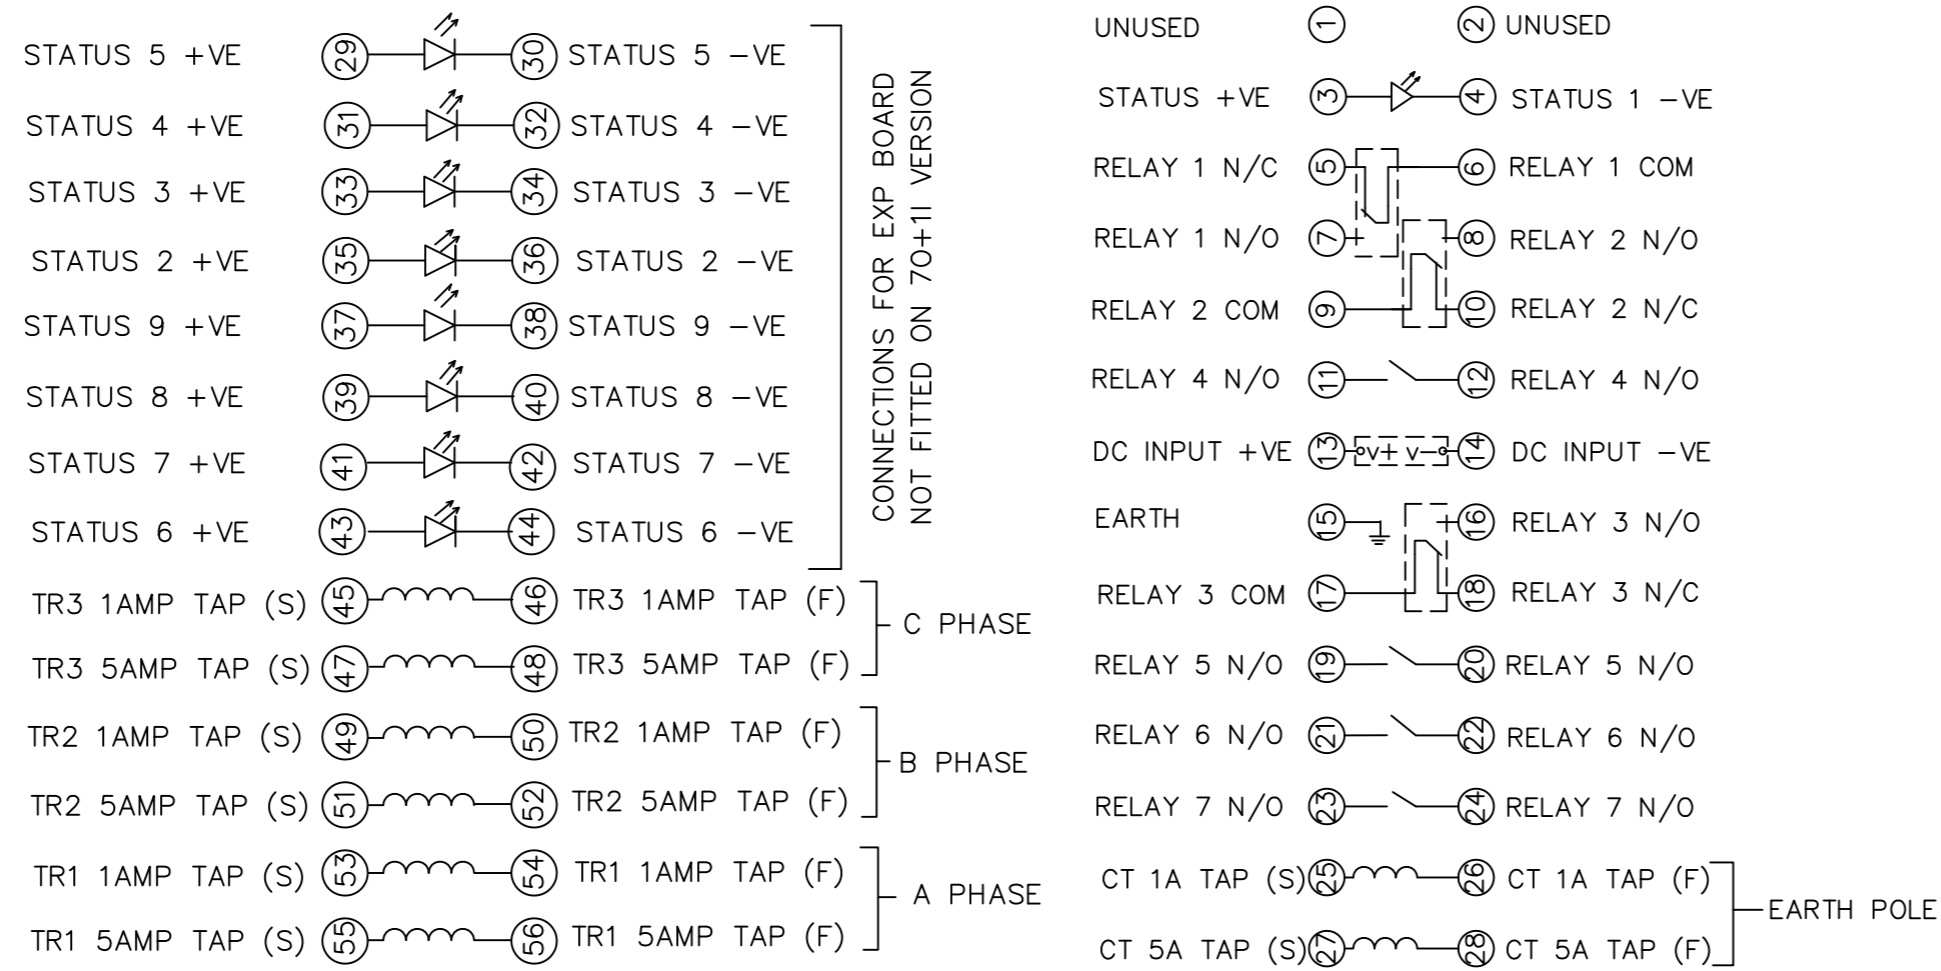 STATUS 5 +VE 29 30 STATUS 5 −VE
STATUS 4 +VE 31 32 STATUS 4 −VE
STATUS 3 +VE 33 34 STATUS 3 −VE
STATUS 2 +VE 35 36 STATUS 2 −VE
STATUS 9 +VE 37 38 STATUS 9 −VE
STATUS 8 +VE 39 40 STATUS 8 −VE
STATUS 7 +VE 41 42 STATUS 7 −VE
STATUS 6 +VE 43 44 STATUS 6 −VE
CONNECTIONS FOR EXP BOARD
NOT FITTED ON 70+1I VERSION
TR3 1AMP TAP (S) 45 46 TR3 1AMP TAP (F)
C PHASE
TR3 5AMP TAP (S) 47 48 TR3 5AMP TAP (F)
TR2 1AMP TAP (S) 49 50 TR2 1AMP TAP (F)
B PHASE
TR2 5AMP TAP (S) 51 52 TR2 5AMP TAP (F)
TR1 1AMP TAP (S) 53 54 TR1 1AMP TAP (F)
A PHASE
TR1 5AMP TAP (S) 55 56 TR1 5AMP TAP (F)
UNUSED 1 2 UNUSED
STATUS +VE 3 4 STATUS 1 −VE
RELAY 1 N/C 5 6 RELAY 1 COM
RELAY 1 N/O 7 8 RELAY 2 N/O
RELAY 2 COM 9 10 RELAY 2 N/C
RELAY 4 N/O 11 12 RELAY 4 N/O
DC INPUT +VE 13 V+ V− 14 DC INPUT −VE
EARTH 15 16 RELAY 3 N/O
RELAY 3 COM 17 18 RELAY 3 N/C
RELAY 5 N/O 19 20 RELAY 5 N/O
RELAY 6 N/O 21 22 RELAY 6 N/O
RELAY 7 N/O 23 24 RELAY 7 N/O
CT 1A TAP (S) 25 26 CT 1A TAP (F)
EARTH POLE
CT 5A TAP (S) 27 28 CT 5A TAP (F)